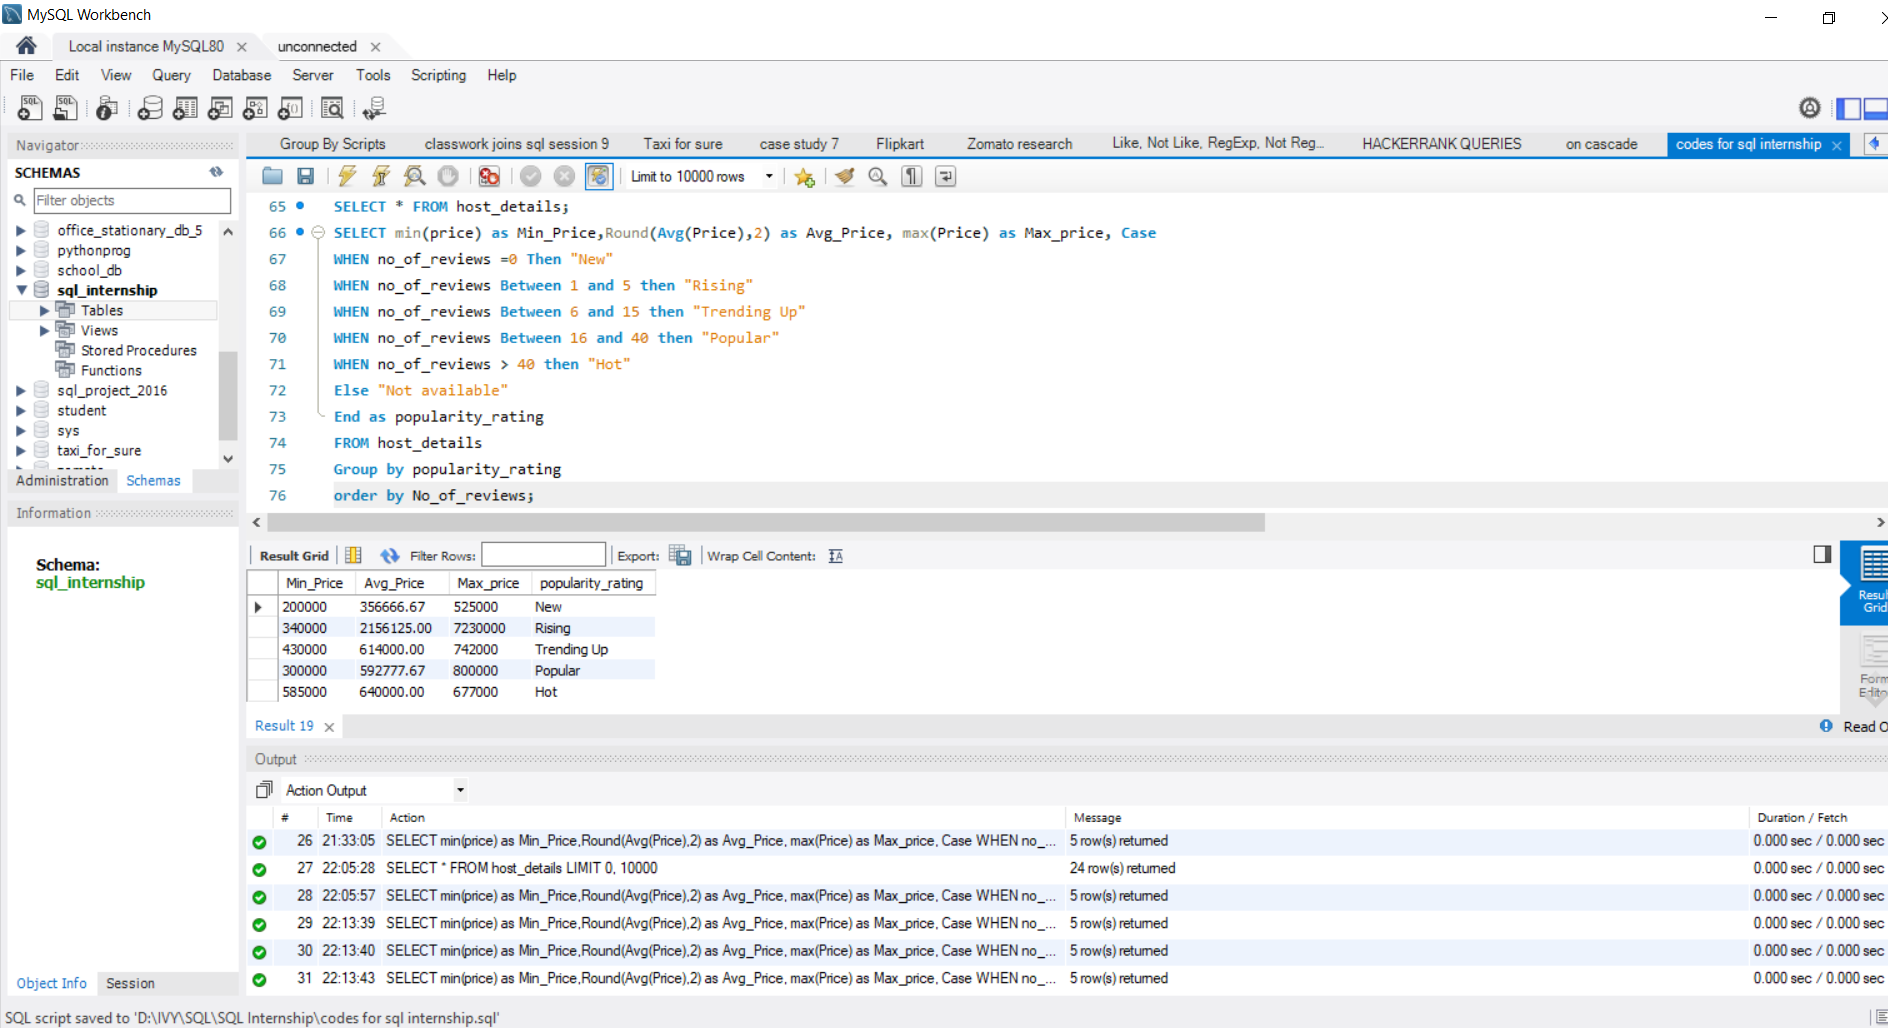 MySQL Workbench
Local instance MySQL80
unconnected
File Edit View Query Database Server Tools Scripting Help
Navigator
Group By Scripts classwork joins sql session 9 Taxi for sure case study 7 Flipkart Zomato research Like, Not Like, RegExp, Not Reg... HACKERRANK QUERIES on cascade codes for sql internship
SCHEMAS
Limit to 10000 rows
Filter objects
office_stationary_db_5
pythonprog
school_db
sql_internship
Tables
Views
Stored Procedures
Functions
sql_project_2016
student
sys
taxi_for_sure
Administration Schemas
Information
Schema:
sql_internship
Object Info Session
65 SELECT * FROM host_details;
66 SELECT min(price) as Min_Price,Round(Avg(Price),2) as Avg_Price, max(Price) as Max_price, Case
67 WHEN no_of_reviews =0 Then "New"
68 WHEN no_of_reviews Between 1 and 5 then "Rising"
69 WHEN no_of_reviews Between 6 and 15 then "Trending Up"
70 WHEN no_of_reviews Between 16 and 40 then "Popular"
71 WHEN no_of_reviews > 40 then "Hot"
72 Else "Not available"
73 End as popularity_rating
74 FROM host_details
75 Group by popularity_rating
76 order by No_of_reviews;
Result Grid Filter Rows: Export: Wrap Cell Content:
Min_Price Avg_Price Max_price popularity_rating
200000 356666.67 525000 New
340000 2156125.00 7230000 Rising
430000 614000.00 742000 Trending Up
300000 592777.67 800000 Popular
585000 640000.00 677000 Hot
Result 19
Read O
Output
Action Output
# Time Action Message Duration / Fetch
26 21:33:05 SELECT min(price) as Min_Price,Round(Avg(Price),2) as Avg_Price, max(Price) as Max_price, Case WHEN no_... 5 row(s) returned 0.000 sec / 0.000 sec
27 22:05:28 SELECT * FROM host_details LIMIT 0, 10000 24 row(s) returned 0.000 sec / 0.000 sec
28 22:05:57 SELECT min(price) as Min_Price,Round(Avg(Price),2) as Avg_Price, max(Price) as Max_price, Case WHEN no_... 5 row(s) returned 0.000 sec / 0.000 sec
29 22:13:39 SELECT min(price) as Min_Price,Round(Avg(Price),2) as Avg_Price, max(Price) as Max_price, Case WHEN no_... 5 row(s) returned 0.000 sec / 0.000 sec
30 22:13:40 SELECT min(price) as Min_Price,Round(Avg(Price),2) as Avg_Price, max(Price) as Max_price, Case WHEN no_... 5 row(s) returned 0.000 sec / 0.000 sec
31 22:13:43 SELECT min(price) as Min_Price,Round(Avg(Price),2) as Avg_Price, max(Price) as Max_price, Case WHEN no_... 5 row(s) returned 0.000 sec / 0.000 sec
SQL script saved to 'D:\IVY\SQL\SQL Internship\codes for sql internship.sql'